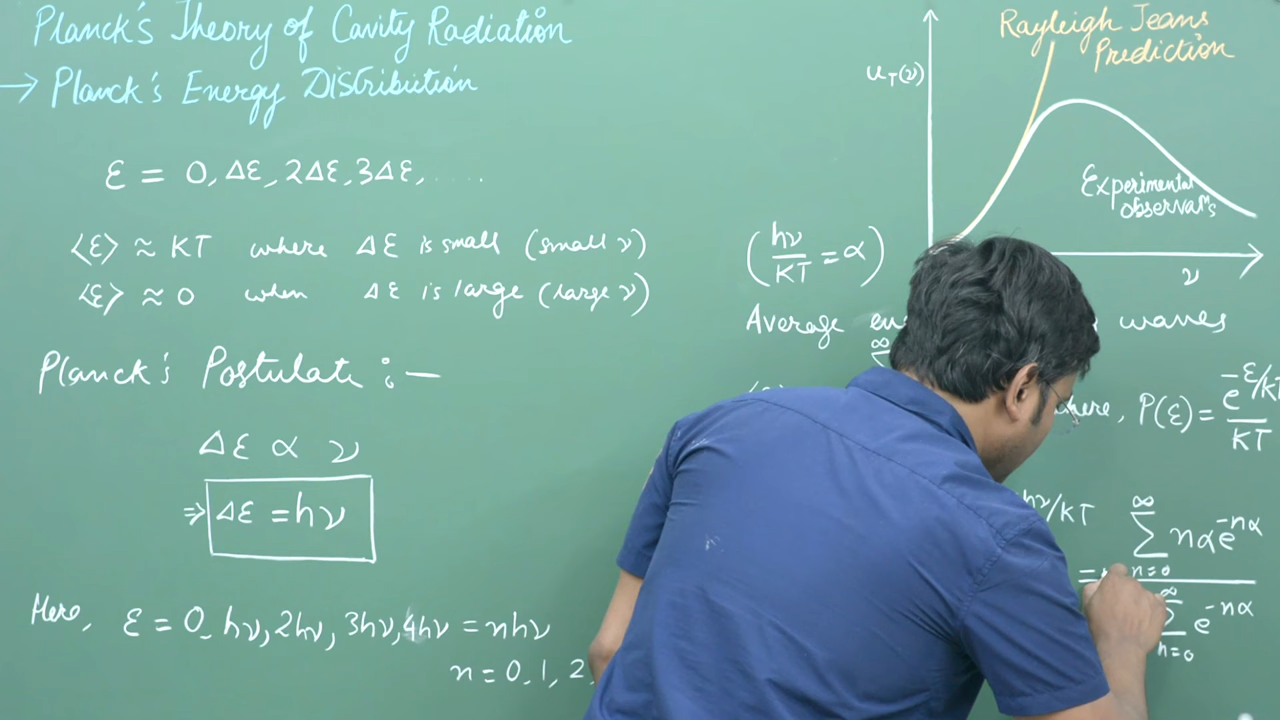 Planck's Theory of Cavity Radiation
→ Planck's Energy Distribution
ε = 0, Δε, 2Δε, 3Δε, .....
⟨ε⟩ ≈ KT where Δε is small (small ν)
⟨ε⟩ ≈ 0 when Δε is large (large ν)
Planck's Postulate :—
Δε α ν
⇒ Δε = hν
Here, ε = 0, hν, 2hν, 3hν, 4hν = nhν
n = 0, 1, 2,
Rayleigh Jeans
Prediction
u_T(ν)
Experimental
observat's
ν
(hν/KT = α)
Average waves
∞
Σ
P(ε) = e^{-ε/KT}/KT
hν/KT
= Σ_{n=0}^{∞} nαe^{-nα} / Σ_{n=0}^{∞} e^{-nα}